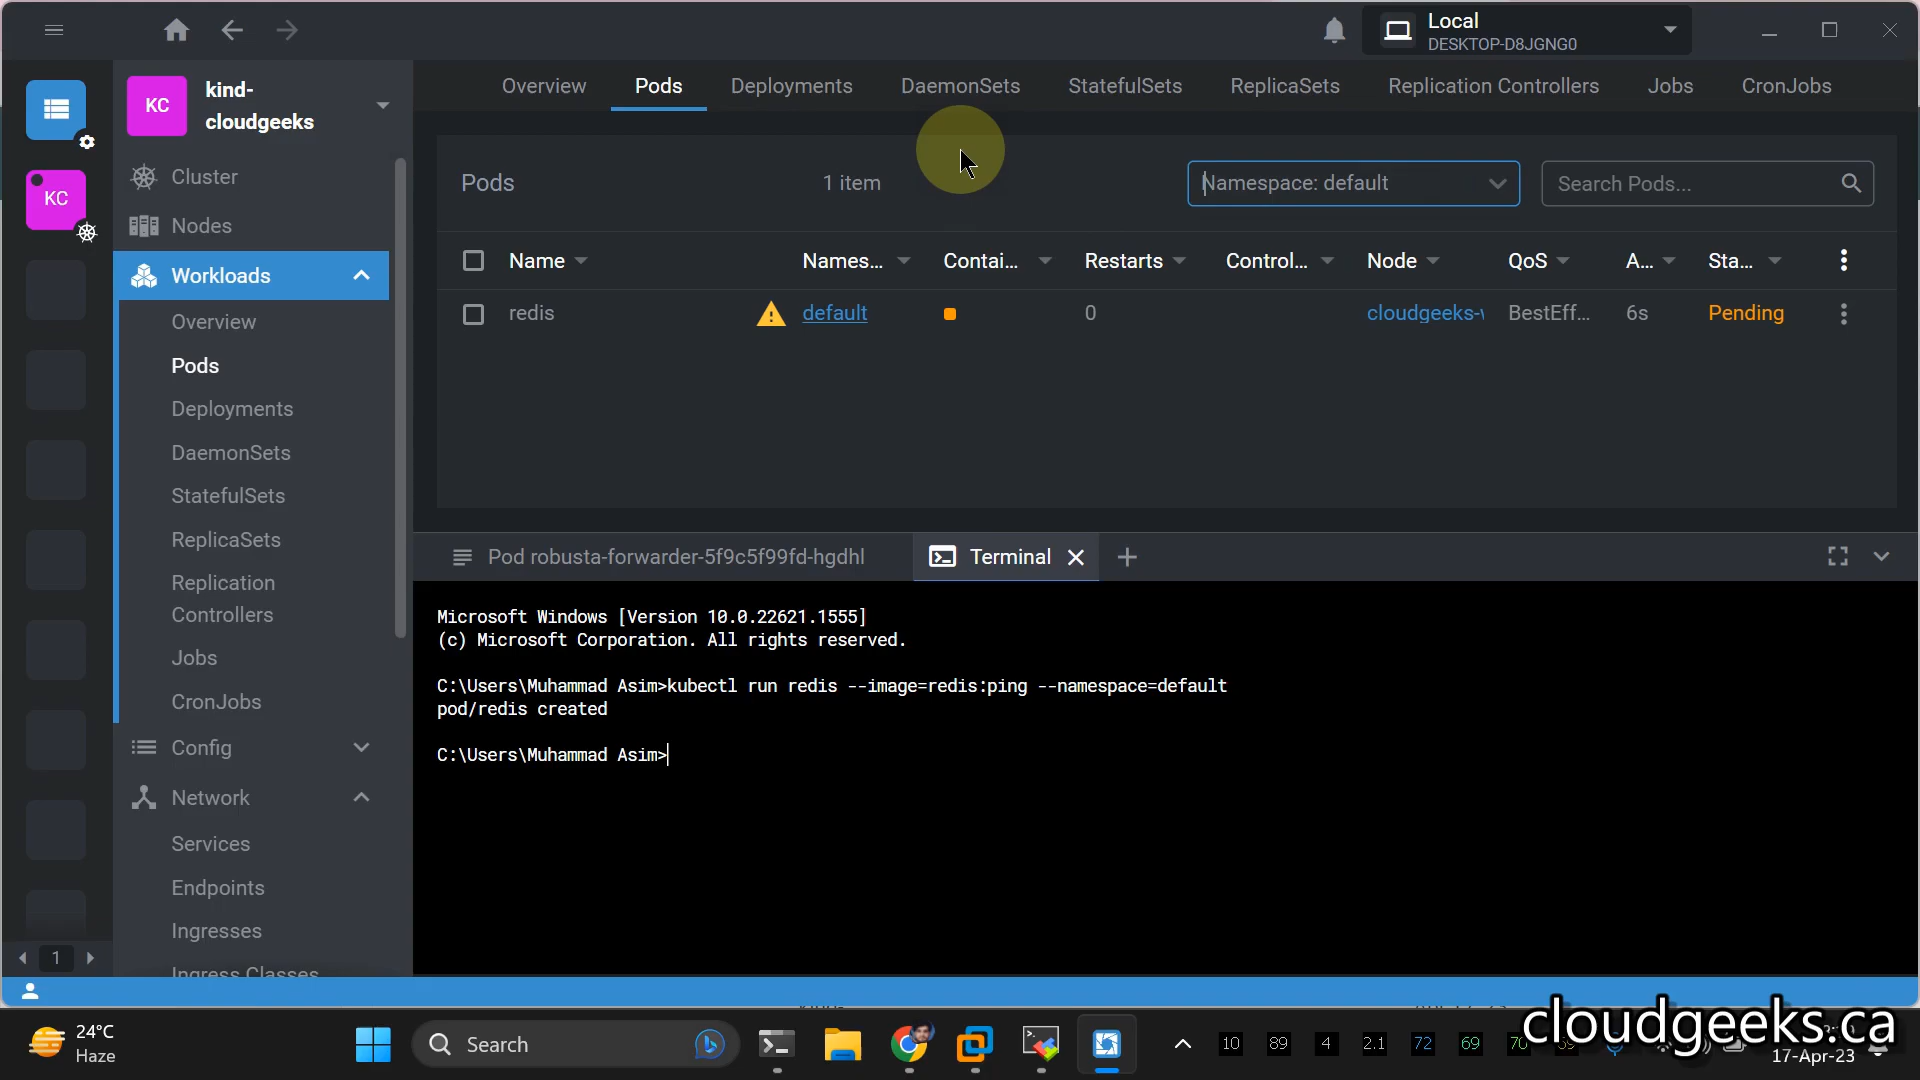 Local
DESKTOP-D8JGNG0
KC
kind-
cloudgeeks
Overview
Pods
Deployments
DaemonSets
StatefulSets
ReplicaSets
Replication Controllers
Jobs
CronJobs
KC
Cluster
Nodes
Workloads
Overview
Pods
Deployments
DaemonSets
StatefulSets
ReplicaSets
Replication
Controllers
Jobs
CronJobs
Config
Network
Services
Endpoints
Ingresses
Ingress Classes
1
Pods
1 item
Namespace: default
Search Pods...
Name
Names...
Contai...
Restarts
Control...
Node
QoS
A...
Sta...
redis
default
0
cloudgeeks-
BestEff...
6s
Pending
Pod robusta-forwarder-5f9c5f99fd-hgdhl
Terminal
Microsoft Windows [Version 10.0.22621.1555]
(c) Microsoft Corporation. All rights reserved.
C:\Users\Muhammad Asim>kubectl run redis --image=redis:ping --namespace=default
pod/redis created
C:\Users\Muhammad Asim>
24°C
Haze
Search
10
89
4
2.1
72
69
70
cloudgeeks.ca
17-Apr-23